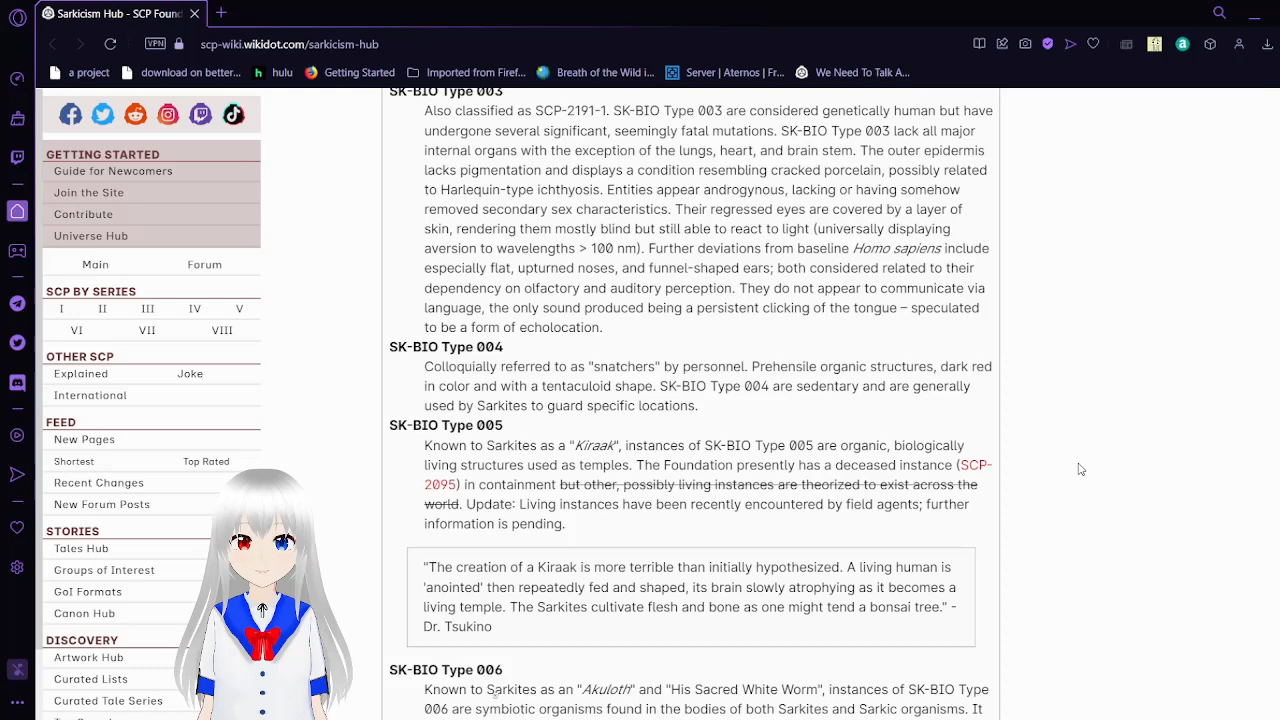 Sarkicism Hub - SCP Found
VPN
scp-wiki.wikidot.com/sarkicism-hub
a project
download on better...
hulu
Getting Started
Imported from Firef...
Breath of the Wild i...
Server | Aternos | Fr...
We Need To Talk A...
GETTING STARTED
Guide for Newcomers
Join the Site
Contribute
Universe Hub
Main Forum
SCP BY SERIES
I II III IV V
VI VII VIII
OTHER SCP
Explained Joke
International
FEED
New Pages
Shortest Top Rated
Recent Changes
New Forum Posts
STORIES
Tales Hub
Groups of Interest
GoI Formats
Canon Hub
DISCOVERY
Artwork Hub
Curated Lists
Curated Tale Series
SK-BIO Type 003
Also classified as SCP-2191-1. SK-BIO Type 003 are considered genetically human but have
undergone several significant, seemingly fatal mutations. SK-BIO Type 003 lack all major
internal organs with the exception of the lungs, heart, and brain stem. The outer epidermis
lacks pigmentation and displays a condition resembling cracked porcelain, possibly related
to Harlequin-type ichthyosis. Entities appear androgynous, lacking or having somehow
removed secondary sex characteristics. Their regressed eyes are covered by a layer of
skin, rendering them mostly blind but still able to react to light (universally displaying
aversion to wavelengths > 100 nm). Further deviations from baseline Homo sapiens include
especially flat, upturned noses, and funnel-shaped ears; both considered related to their
dependency on olfactory and auditory perception. They do not appear to communicate via
language, the only sound produced being a persistent clicking of the tongue – speculated
to be a form of echolocation.
SK-BIO Type 004
Colloquially referred to as "snatchers" by personnel. Prehensile organic structures, dark red
in color and with a tentaculoid shape. SK-BIO Type 004 are sedentary and are generally
used by Sarkites to guard specific locations.
SK-BIO Type 005
Known to Sarkites as a "Kiraak", instances of SK-BIO Type 005 are organic, biologically
living structures used as temples. The Foundation presently has a deceased instance (SCP-
2095) in containment but other, possibly living instances are theorized to exist across the
world. Update: Living instances have been recently encountered by field agents; further
information is pending.
"The creation of a Kiraak is more terrible than initially hypothesized. A living human is
'anointed' then repeatedly fed and shaped, its brain slowly atrophying as it becomes a
living temple. The Sarkites cultivate flesh and bone as one might tend a bonsai tree." -
Dr. Tsukino
SK-BIO Type 006
Known to Sarkites as an "Akuloth" and "His Sacred White Worm", instances of SK-BIO Type
006 are symbiotic organisms found in the bodies of both Sarkites and Sarkic organisms. It